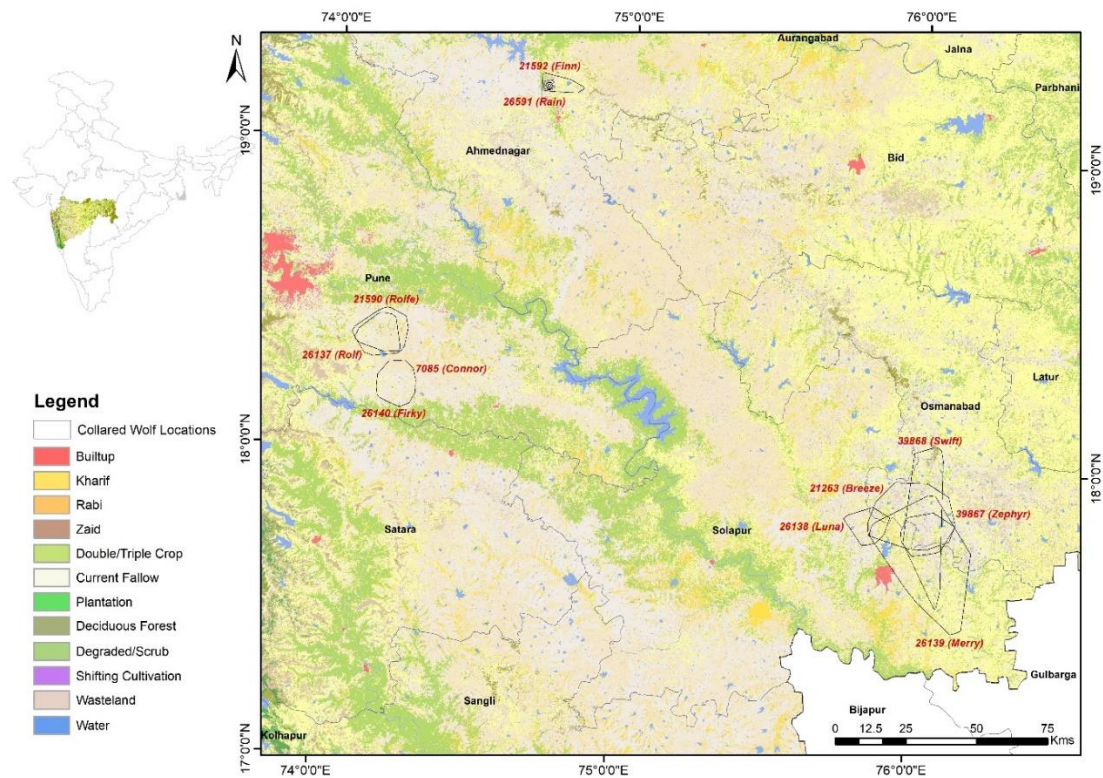 74°0'0"E
75°0'0"E
76°0'0"E
N
Aurangabad
Jalna
21592 (Finn)
Parbhani
26591 (Rain)
19°0'0"N
Ahmednagar
Bid
19°0'0"N
Pune
21590 (Rolfe)
26137 (Rolf)
7085 (Connor)
Latur
26140 (Firky)
Osmanabad
18°0'0"N
39868 (Swift)
18°0'0"N
21263 (Breeze)
39867 (Zephyr)
26138 (Luna)
Satara
Solapur
26139 (Merry)
Gulbarga
Sangli
Bijapur
Kolhapur
0 12.5 25 50 75
Kms
17°0'0"N
17°0'0"N
74°0'0"E
75°0'0"E
76°0'0"E
Legend
Collared Wolf Locations
Builtup
Kharif
Rabi
Zaid
Double/Triple Crop
Current Fallow
Plantation
Deciduous Forest
Degraded/Scrub
Shifting Cultivation
Wasteland
Water